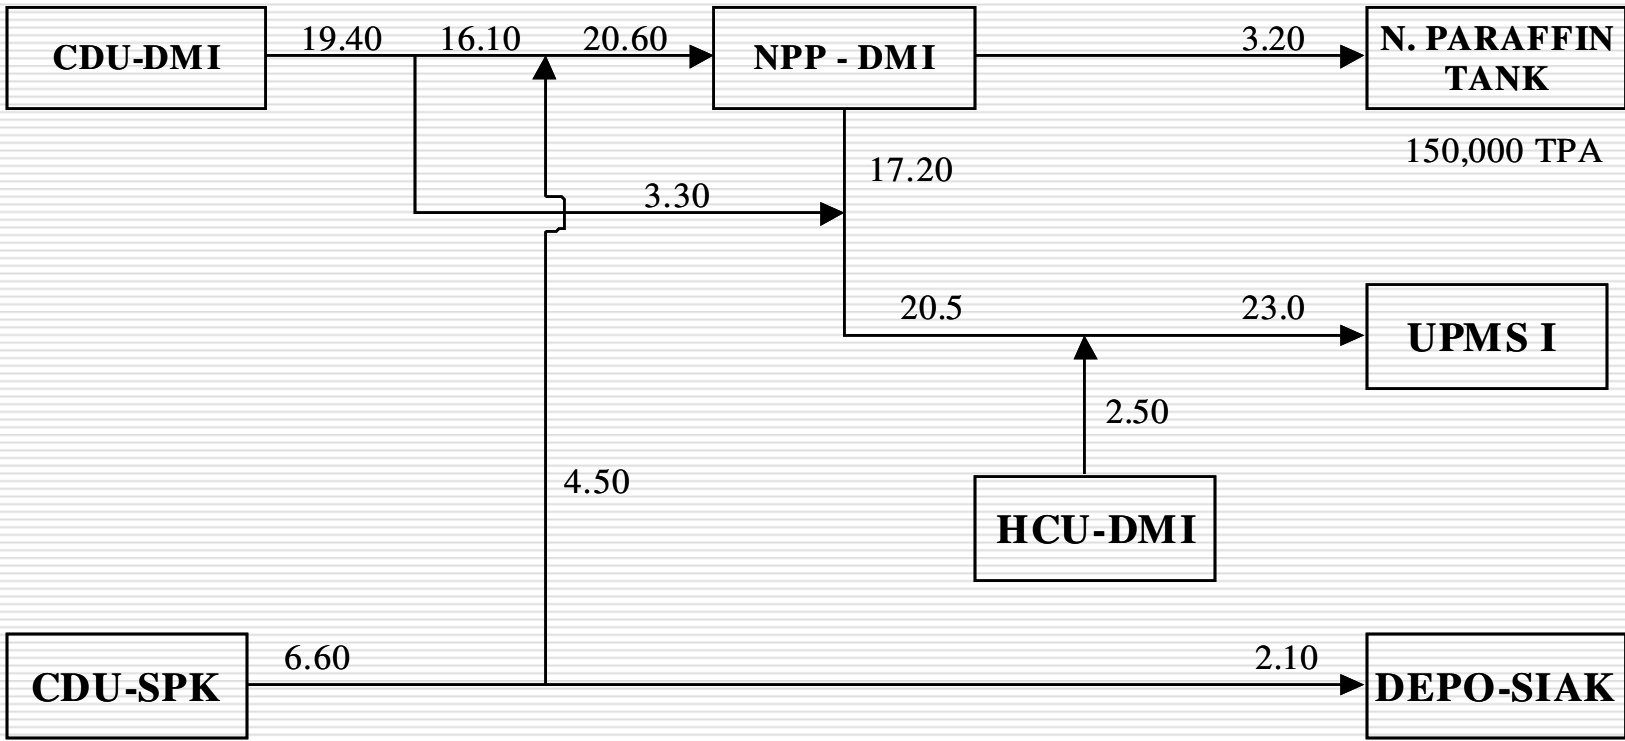 CDU-DMI
19.40
16.10
20.60
NPP - DMI
3.20
N. PARAFFIN
TANK
150,000 TPA
17.20
3.30
20.5
23.0
UPMS I
2.50
4.50
HCU-DMI
6.60
2.10
CDU-SPK
DEPO-SIAK